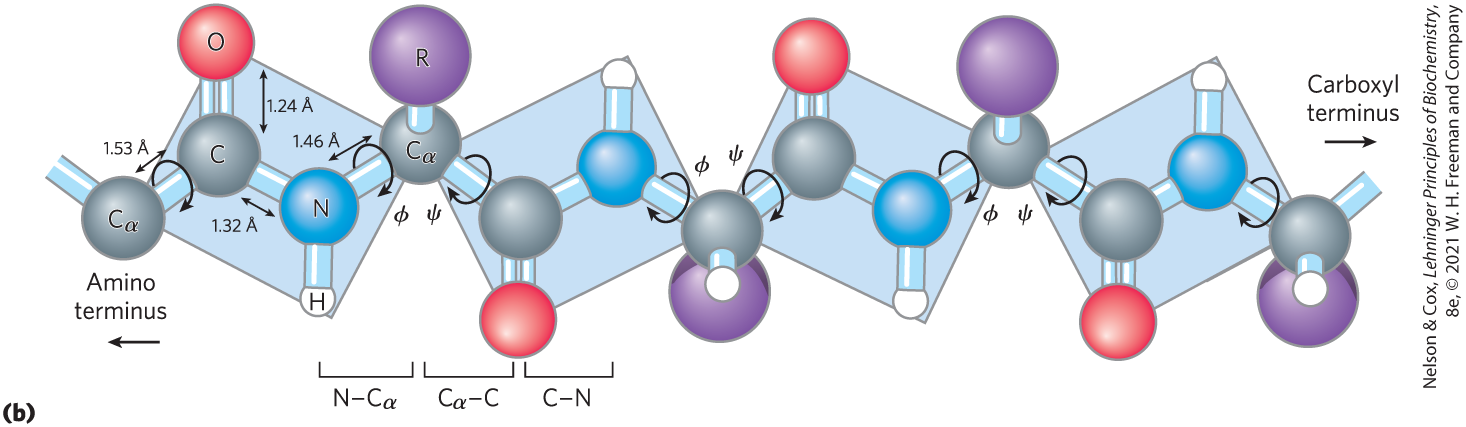 O
R
1.24 Å
1.53 Å
C
1.46 Å
Cα
Cα
N
1.32 Å
ϕ ψ
H
ϕ ψ
ϕ ψ
Amino
terminus
Carboxyl
terminus
N–Cα
Cα–C
C–N
(b)
Nelson & Cox, Lehninger Principles of Biochemistry,
8e, © 2021 W. H. Freeman and Company